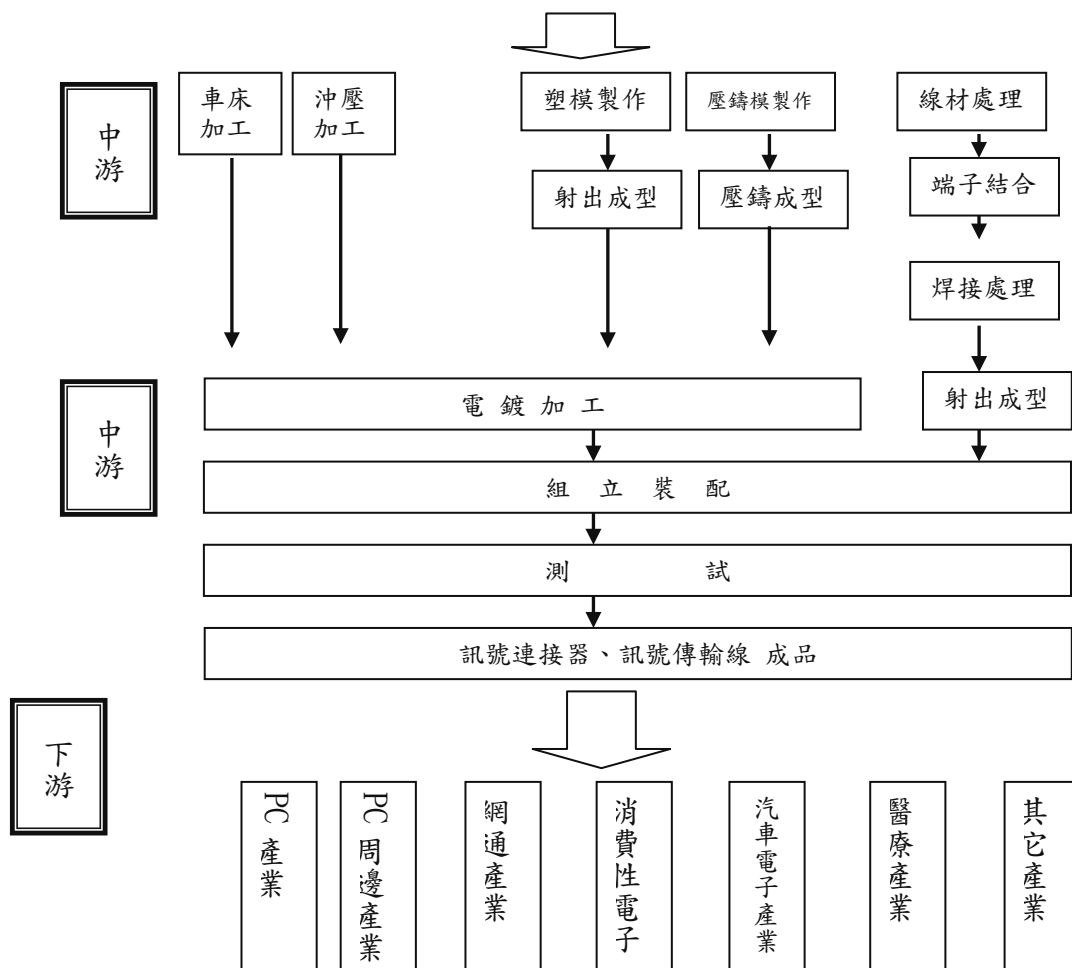 中游
車床
加工
沖壓
加工
塑模製作
壓鑄模製作
線材處理
射出成型
壓鑄成型
端子結合
焊接處理
中游
電 鍍 加 工
射出成型
組 立 裝 配
測 試
訊號連接器、訊號傳輸線 成品
下游
PC 產業
PC 周邊產業
網通產業
消費性電子
汽車電子產業
醫療產業
其它產業